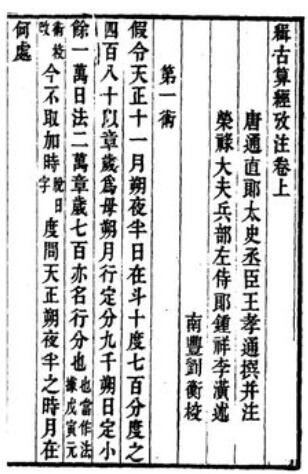 緝古算經攷注卷上
唐通直郎太史丞臣王孝通撰并注
榮祿大夫兵部左侍郎鍾祥李潢述
南豐劉衡校
第一術
假令天正十一月朔夜半日在斗十度七百分度之
四百八十以章歲爲母朔月行定分九千朔日定小
餘一萬日法二萬章歲七百亦名行分也當作法據戊寅元
術校改今不取加時脫日字度問天正朔夜半之時月在
何處